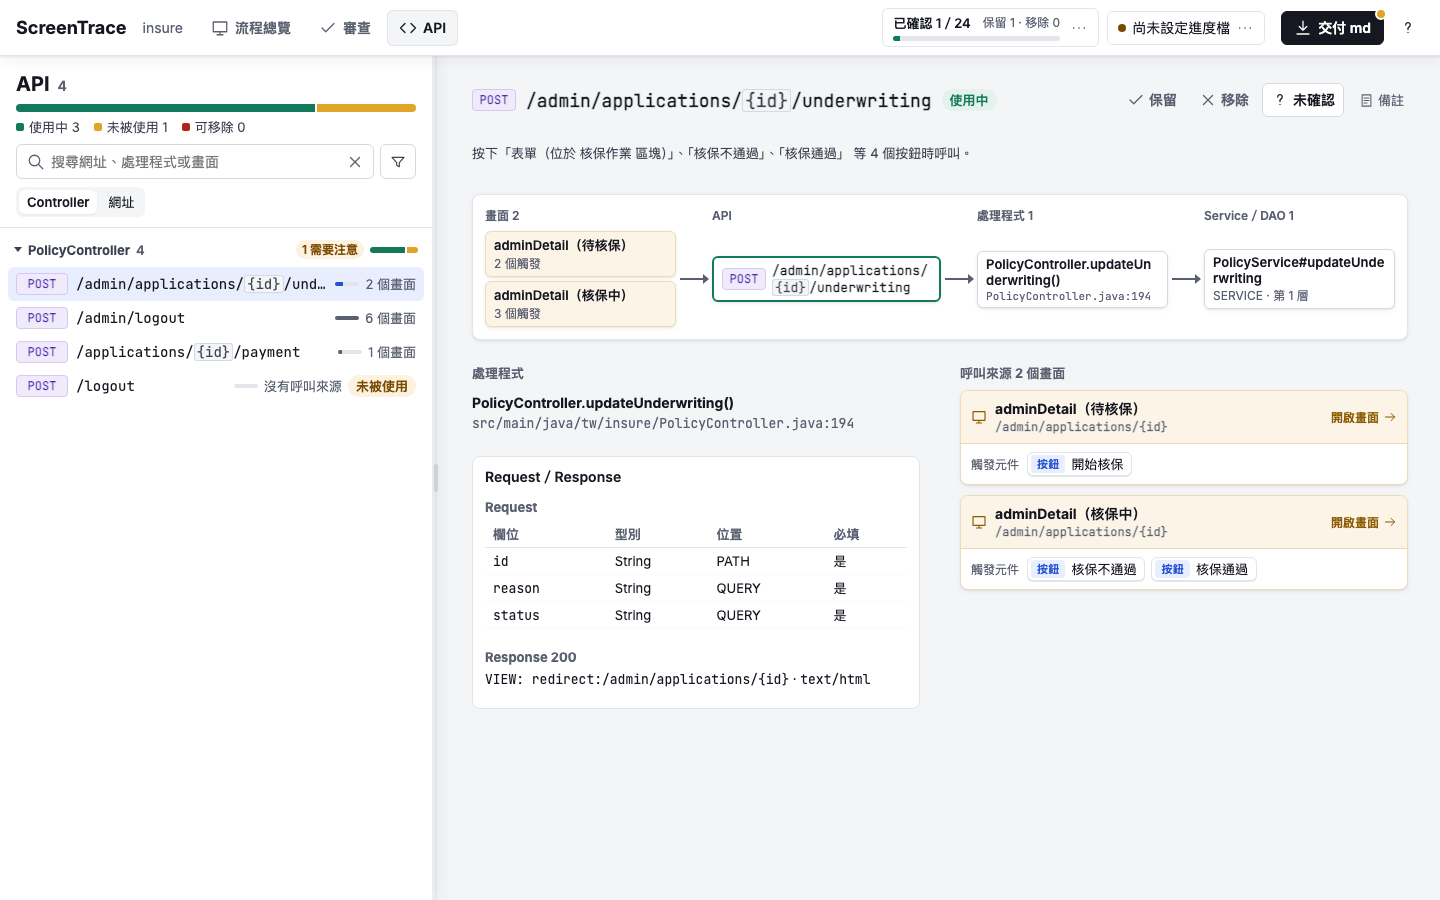 ScreenTrace insure 流程總覽 審查 API 已確認 1 / 24 保留 1 · 移除 0 ··· 尚未設定進度檔 ··· 交付 md ?
API 4
使用中 3 未被使用 1 可移除 0
搜尋網址、處理程式或畫面
Controller 網址
PolicyController 4 1 需要注意
POST /admin/applications/{id}/und… 2 個畫面
POST /admin/logout 6 個畫面
POST /applications/{id}/payment 1 個畫面
POST /logout 沒有呼叫來源 未被使用
POST /admin/applications/{id}/underwriting 使用中 保留 移除 ? 未確認 備註
按下「表單（位於 核保作業 區塊）」、「核保不通過」、「核保通過」 等 4 個按鈕時呼叫。
畫面 2
adminDetail（待核保）
2 個觸發
adminDetail（核保中）
3 個觸發
API
POST /admin/applications/
{id}/underwriting
處理程式 1
PolicyController.updateUn
derwriting()
PolicyController.java:194
Service / DAO 1
PolicyService#updateUnde
rwriting
SERVICE · 第 1 層
處理程式
PolicyController.updateUnderwriting()
src/main/java/tw/insure/PolicyController.java:194
Request / Response
Request
欄位 型別 位置 必填
id String PATH 是
reason String QUERY 是
status String QUERY 是
Response 200
VIEW: redirect:/admin/applications/{id} · text/html
呼叫來源 2 個畫面
adminDetail（待核保）
/admin/applications/{id}
開啟畫面 →
觸發元件 按鈕 開始核保
adminDetail（核保中）
/admin/applications/{id}
開啟畫面 →
觸發元件 按鈕 核保不通過 按鈕 核保通過